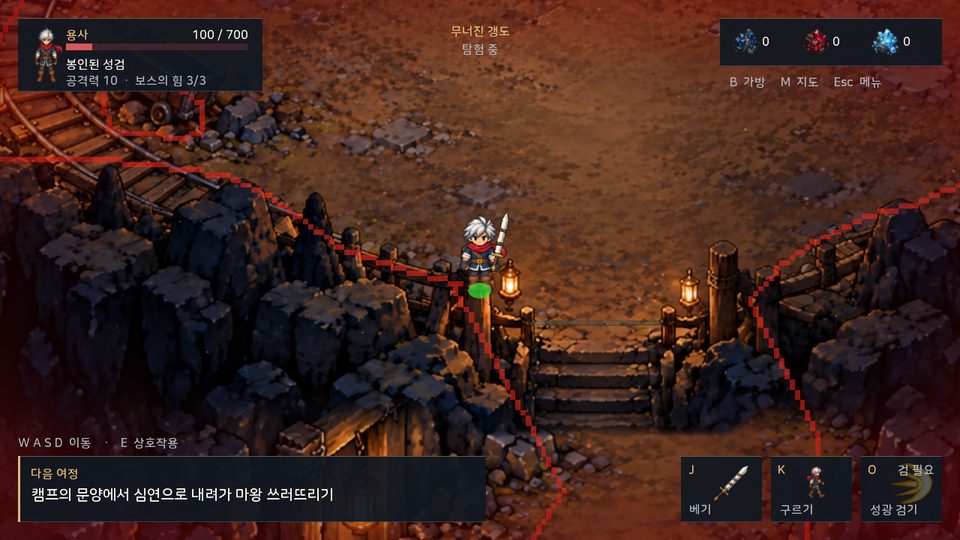 용사 100 / 700
봉인된 성검
공격력 10 · 보스의 힘 3/3
무너진 갱도
탐험 중
0 0 0
B 가방 M 지도 Esc 메뉴
W A S D 이동 · E 상호작용
다음 여정
캠프의 문양에서 심연으로 내려가 마왕 쓰러뜨리기
J
베기
K
구르기
O 검 필요
성광 검기